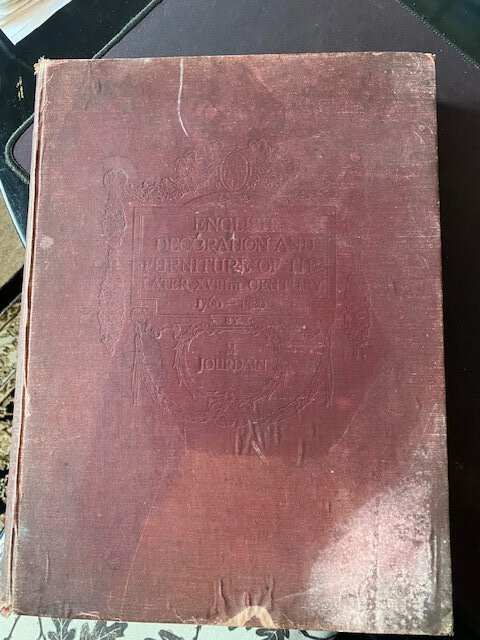 ENGLISH
DECORATION AND
FURNITURE OF THE
LATER XVIIITH CENTURY
1760–1820
BY
JOURDAIN